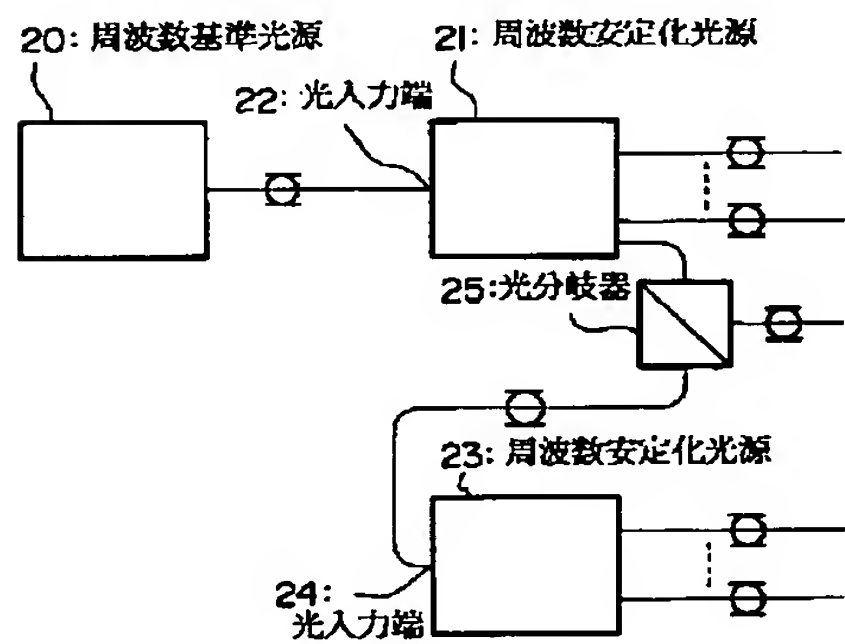 20: 周波数基準光源
21: 周波数安定化光源
22: 光入力端
25:光分岐器
23: 周波数安定化光源
24:
光入力端